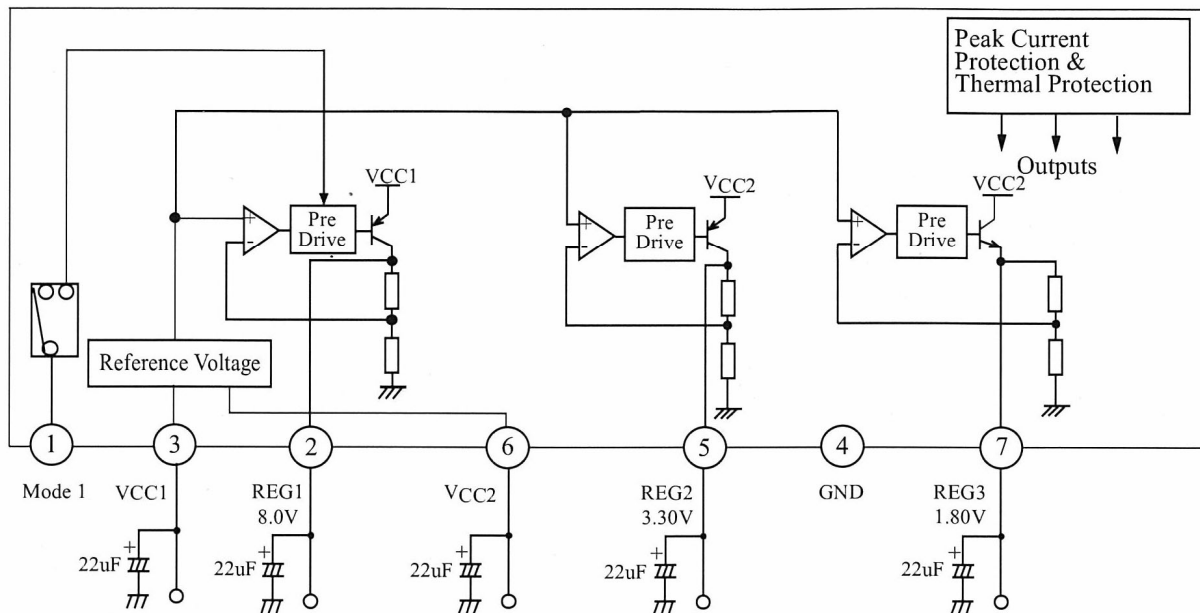 Peak Current
Protection &
Thermal Protection
Outputs
VCC1
VCC2
VCC2
+
-
Pre
Drive
+
-
Pre
Drive
+
-
Pre
Drive
Reference Voltage
1
3
2
6
5
4
7
Mode 1
VCC1
REG1
8.0V
VCC2
REG2
3.30V
GND
REG3
1.80V
+
22uF
+
22uF
+
22uF
+
22uF
+
22uF